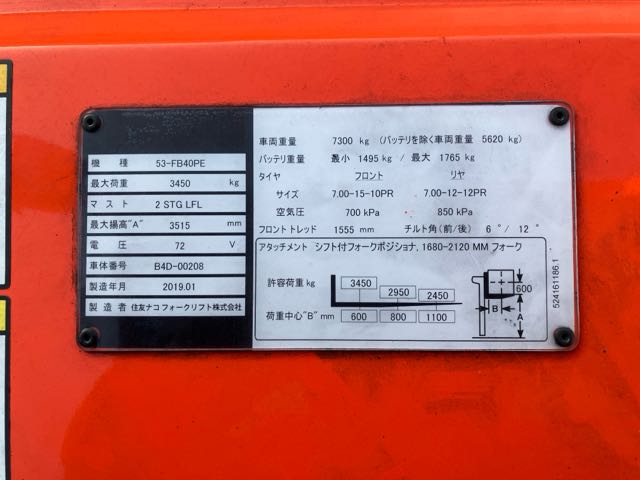 機 種 53-FB40PE
最大荷重 3450 kg
マスト 2 STG LFL
最大揚高"A" 3515 mm
電 圧 72 V
車体番号 B4D-00208
製造年月 2019.01
製造者 住友ナコ フォークリフト株式会社
車両重量 7300 kg (バッテリを除く車両重量 5620 kg)
バッテリ重量 最小 1495 kg / 最大 1765 kg
タイヤ フロント リヤ
サイズ 7.00-15-10PR 7.00-12-12PR
空気圧 700 kPa 850 kPa
フロントトレッド 1555 mm チルト角(前/後) 6°/ 12°
アタッチメント シフト付フォークポジショナ, 1680-2120 MM フォーク
許容荷重 kg 3450 2950 2450
荷重中心"B" mm 600 800 1100
600
B
A
524161186.1